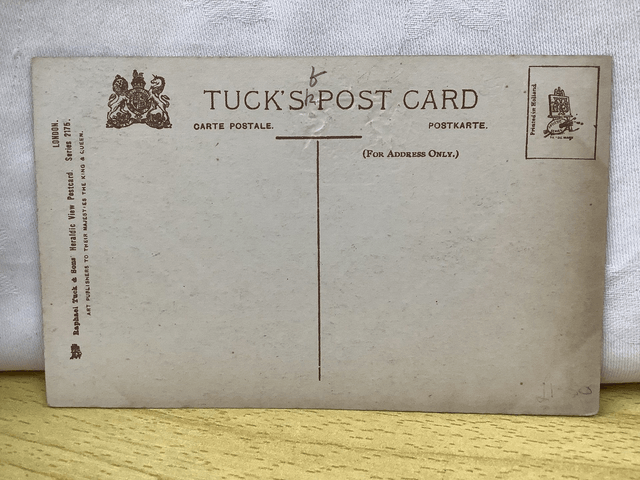 TUCK'S POST CARD
CARTE POSTALE.
POSTKARTE.
(FOR ADDRESS ONLY.)
Printed in Holland
LONDON.
Raphael Tuck & Sons' Heraldic View Postcard. Series 2175.
ART PUBLISHERS TO THEIR MAJESTIES THE KING & QUEEN.